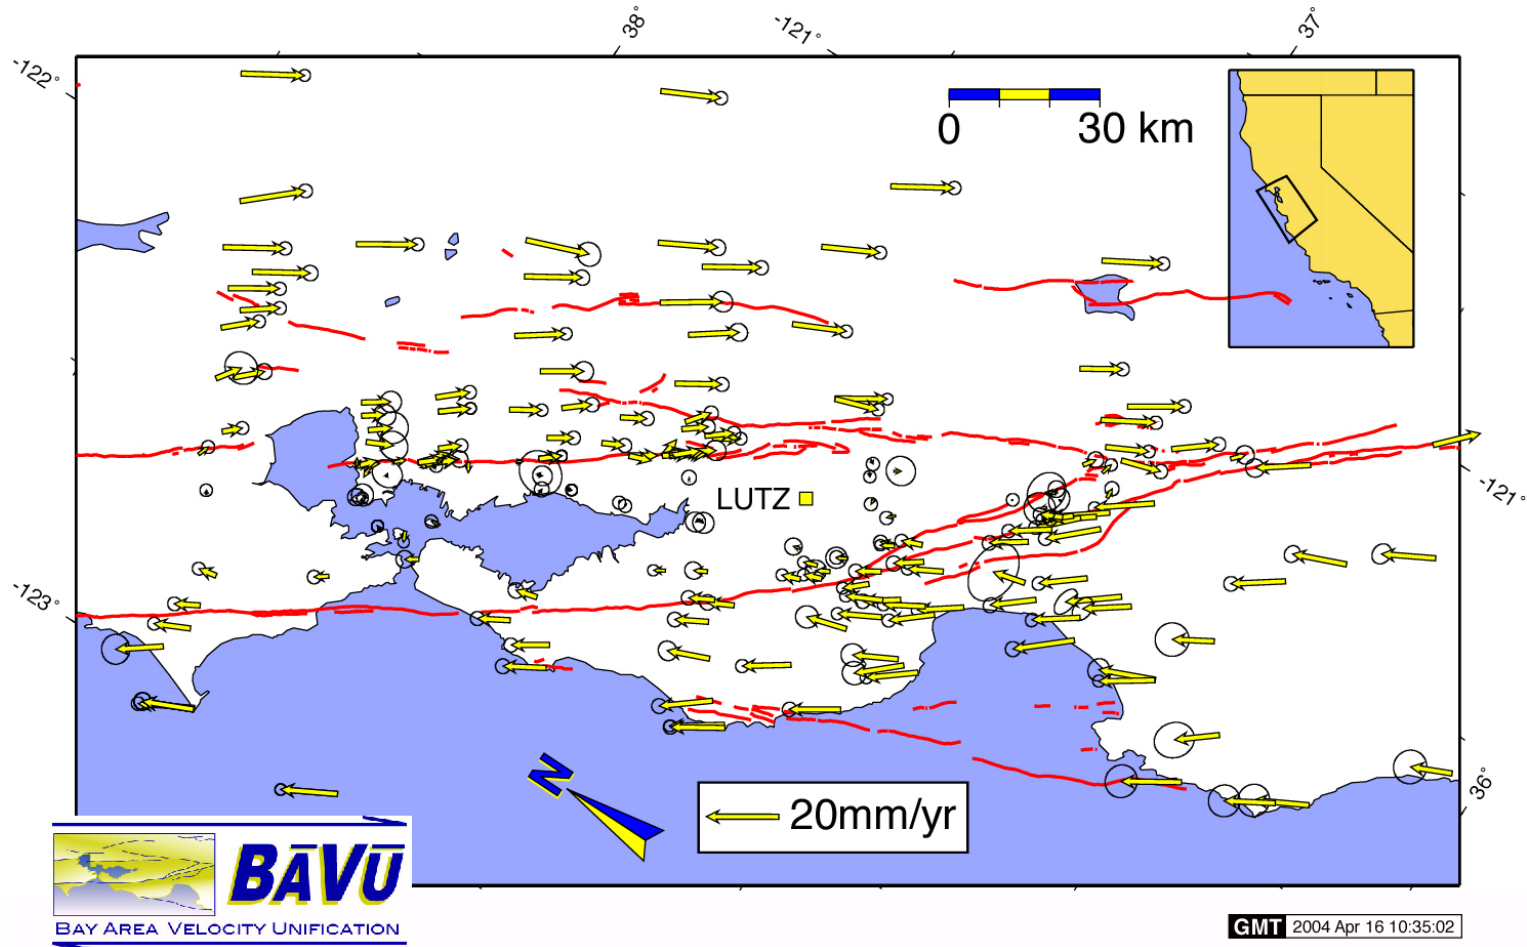 38°
-121°
37°
-122°
0 30 km
LUTZ
-121°
-123°
N
36°
20mm/yr
BĀVŪ
BAY AREA VELOCITY UNIFICATION
GMT 2004 Apr 16 10:35:02